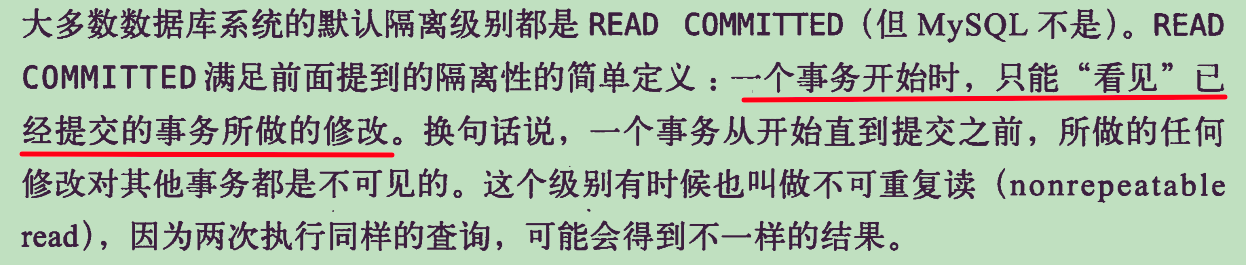 大多数数据库系统的默认隔离级别都是 READ COMMITTED（但 MySQL 不是）。READ
COMMITTED 满足前面提到的隔离性的简单定义：一个事务开始时，只能“看见”已
经提交的事务所做的修改。换句话说，一个事务从开始直到提交之前，所做的任何
修改对其他事务都是不可见的。这个级别有时候也叫做不可重复读（nonrepeatable
read），因为两次执行同样的查询，可能会得到不一样的结果。